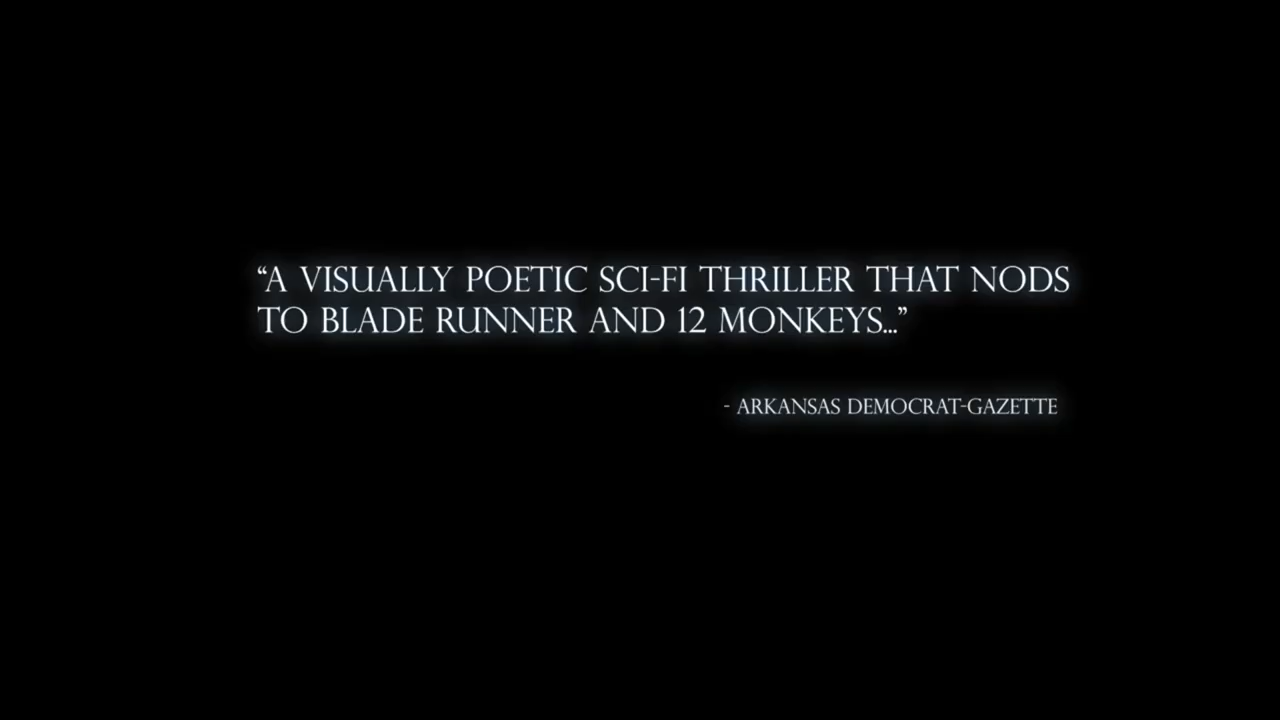 “A VISUALLY POETIC SCI-FI THRILLER THAT NODS
TO BLADE RUNNER AND 12 MONKEYS...”
- ARKANSAS DEMOCRAT-GAZETTE